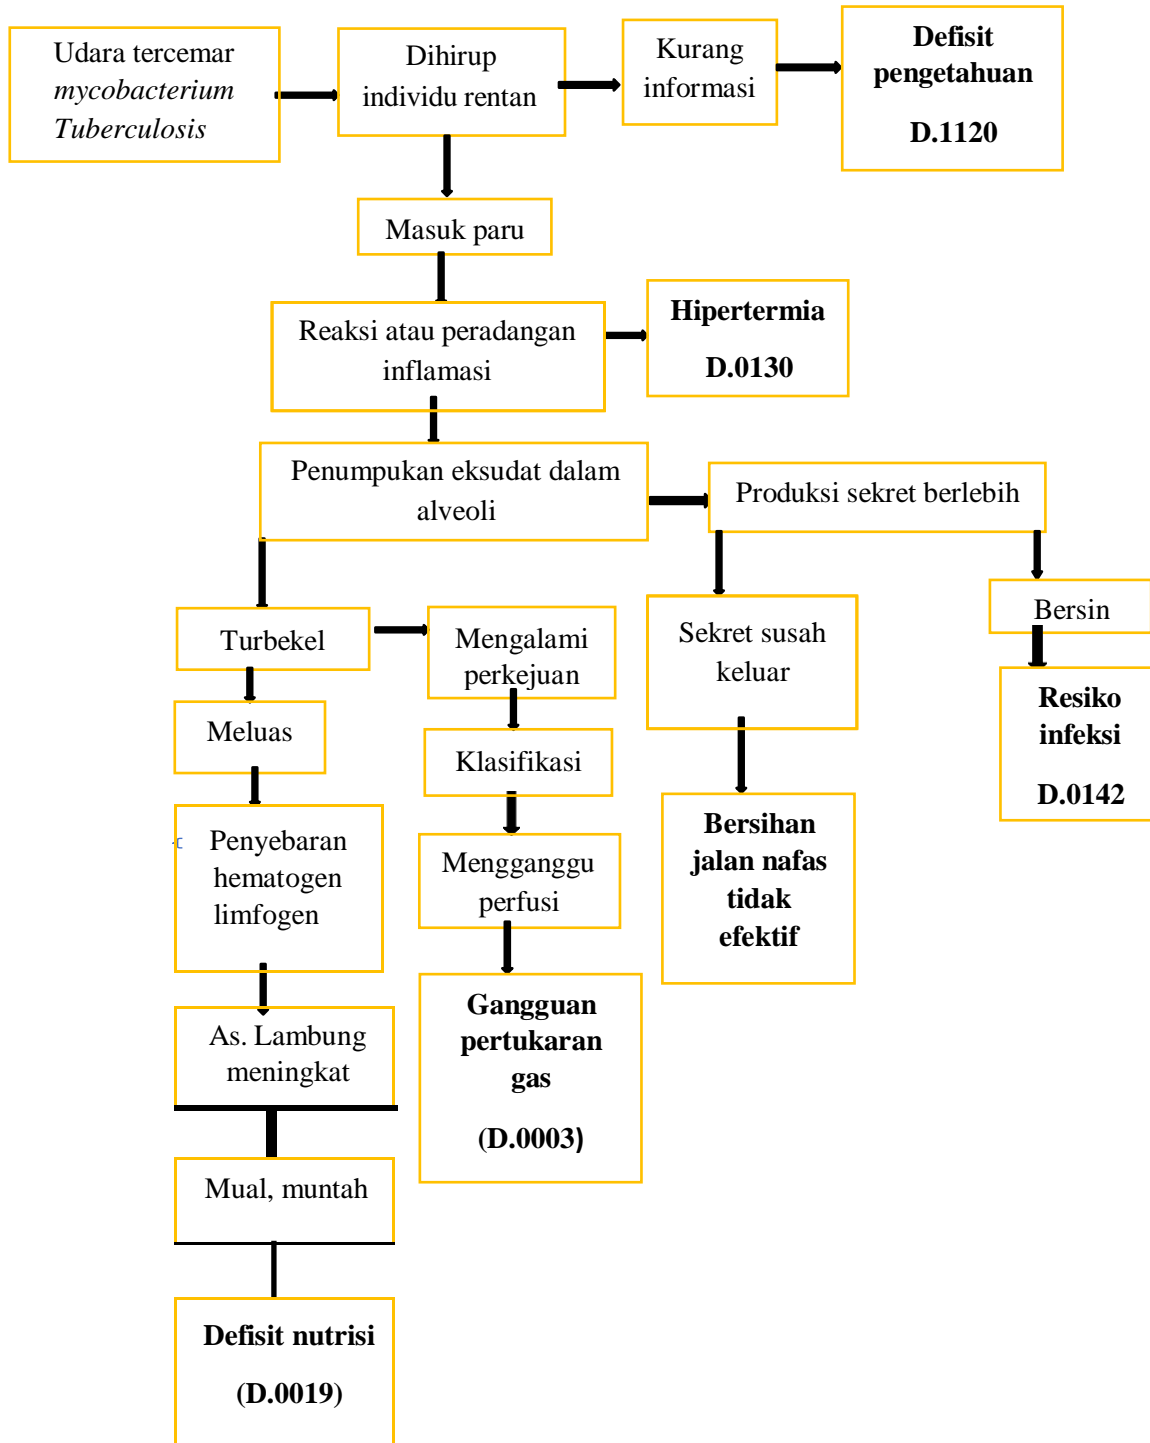 Udara tercemar
mycobacterium
Tuberculosis
Dihirup
individu rentan
Kurang
informasi
Defisit
pengetahuan
D.1120
Masuk paru
Reaksi atau peradangan
inflamasi
Hipertermia
D.0130
Penumpukan eksudat dalam
alveoli
Produksi sekret berlebih
Turbekel
Mengalami
perkejuan
Sekret susah
keluar
Bersin
Meluas
Klasifikasi
Resiko
infeksi
D.0142
Penyebaran
hematogen
limfogen
Mengganggu
perfusi
Bersihan
jalan nafas
tidak
efektif
As. Lambung
meningkat
Gangguan
pertukaran
gas
(D.0003)
Mual, muntah
Defisit nutrisi
(D.0019)